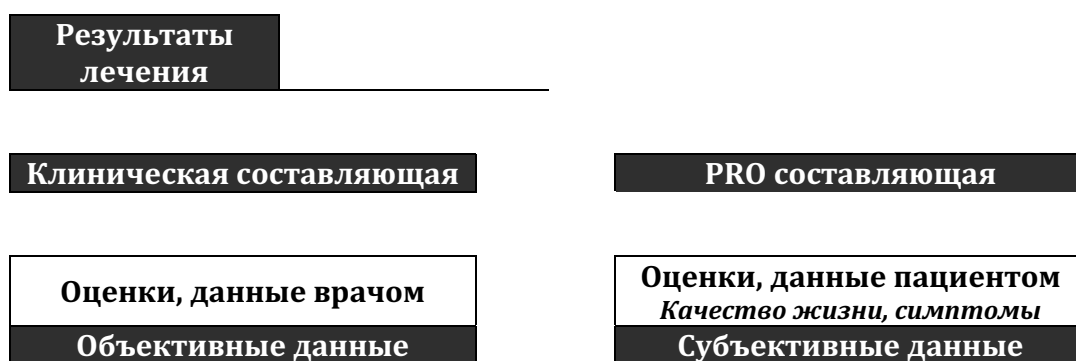 Результаты
лечения
Клиническая составляющая
PRO составляющая
Оценки, данные врачом
Оценки, данные пациентом
Качество жизни, симптомы
Объективные данные
Субъективные данные